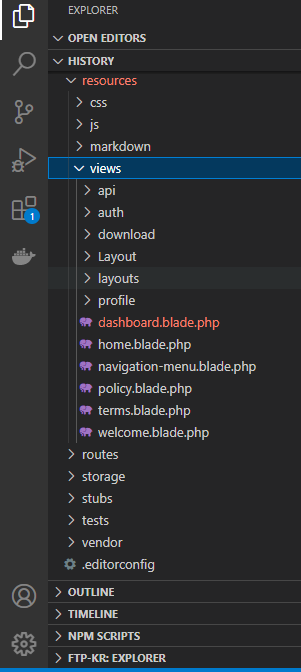 EXPLORER
OPEN EDITORS
HISTORY
resources
css
js
markdown
views
api
auth
download
Layout
layouts
profile
dashboard.blade.php
home.blade.php
navigation-menu.blade.php
policy.blade.php
terms.blade.php
welcome.blade.php
routes
storage
stubs
tests
vendor
.editorconfig
OUTLINE
TIMELINE
NPM SCRIPTS
FTP-KR: EXPLORER
1